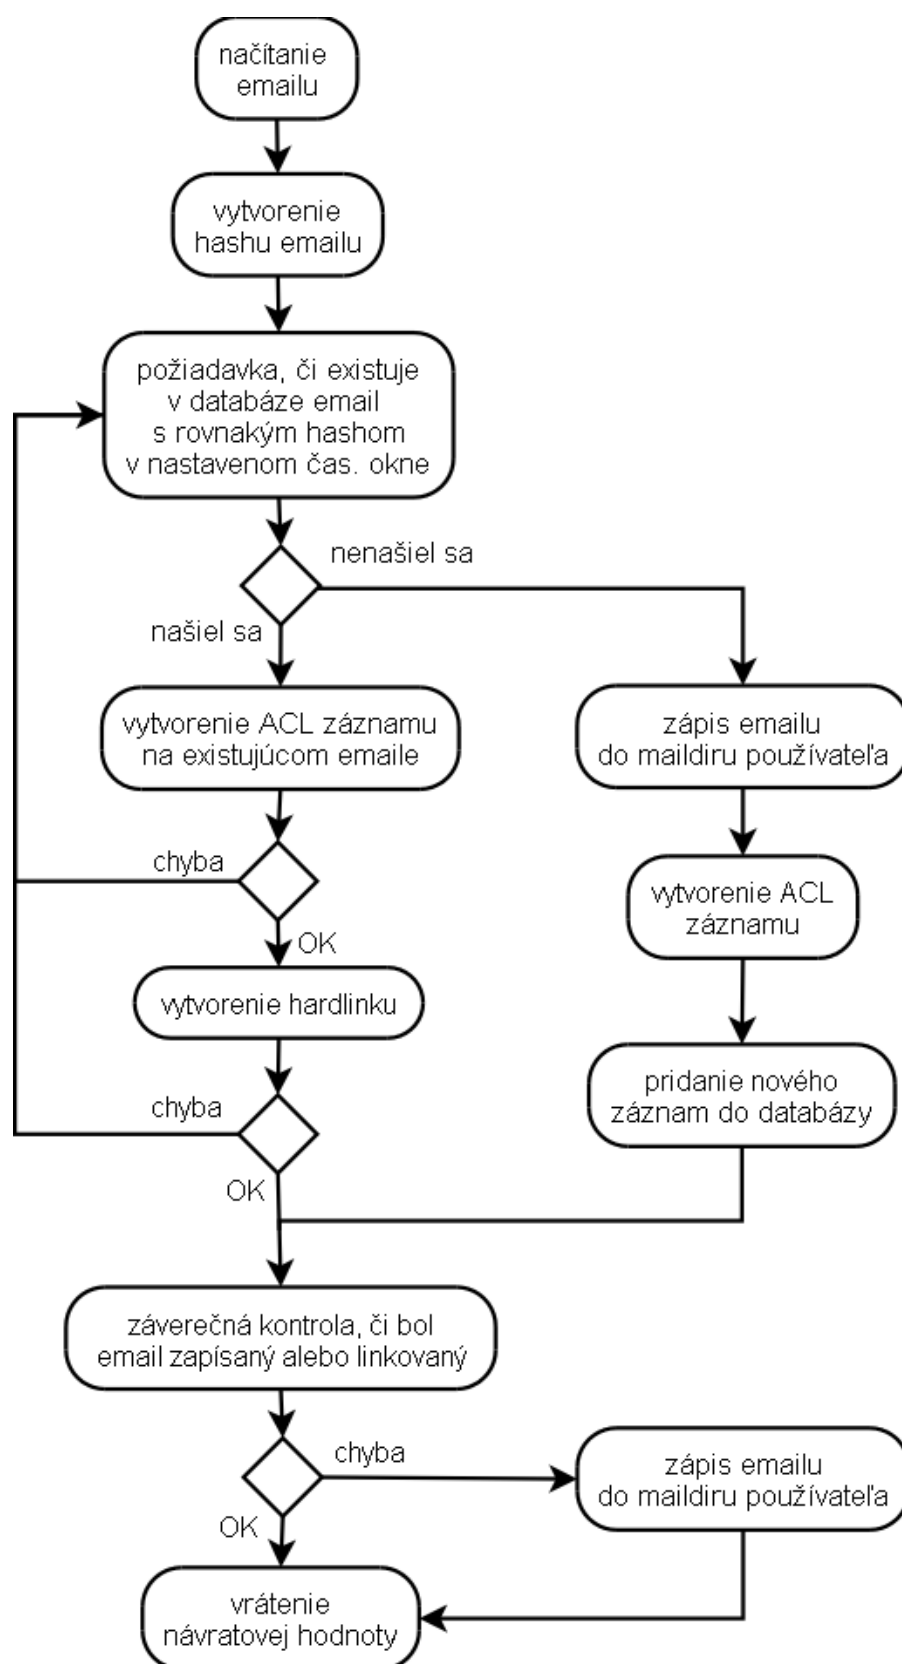 načítanie
emailu
vytvorenie
hashu emailu
požiadavka, či existuje
v databáze email
s rovnakým hashom
v nastavenom čas. okne
nenašiel sa
našiel sa
vytvorenie ACL záznamu
na existujúcom emaile
zápis emailu
do maildiru používateľa
chyba
OK
vytvorenie ACL
záznamu
vytvorenie hardlinku
pridanie nového
záznam do databázy
chyba
OK
záverečná kontrola, či bol
email zapísaný alebo linkovaný
chyba
OK
zápis emailu
do maildiru používateľa
vrátenie
návratovej hodnoty